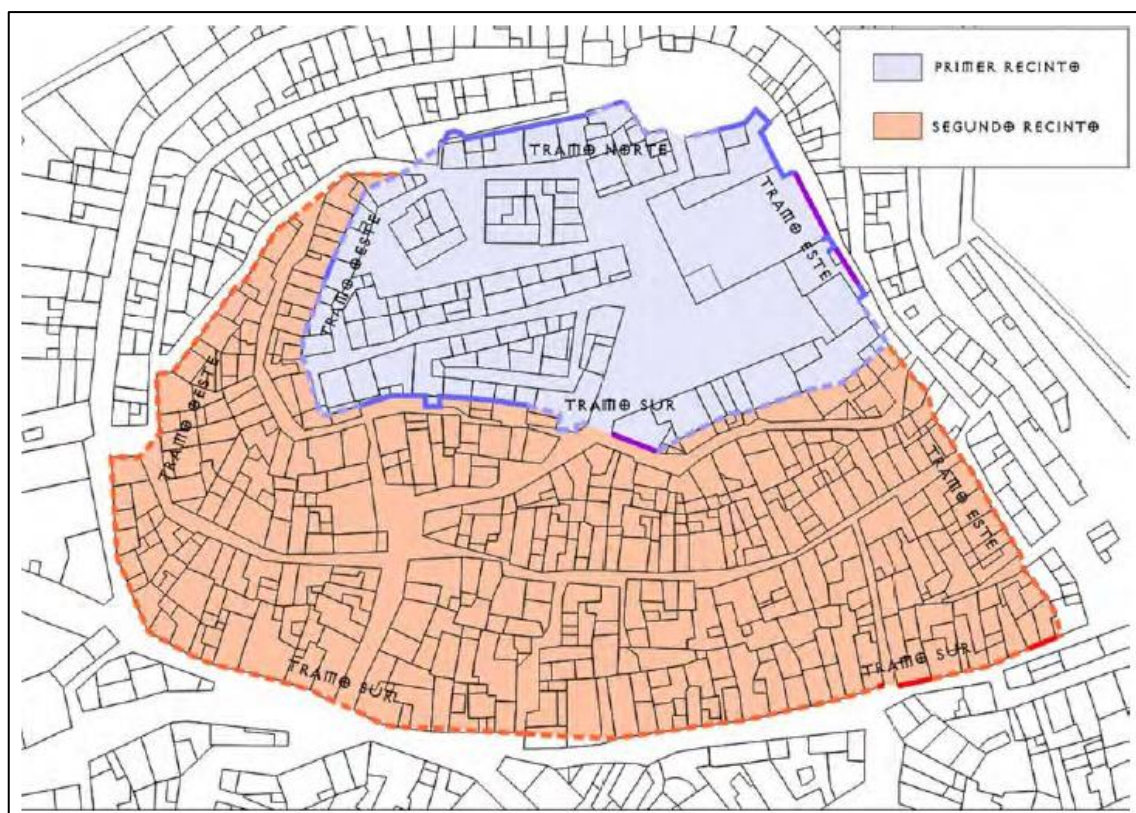 PRIMER RECINTO
SEGUNDO RECINTO
TRAMO NORTE
TRAMO ESTE
TRAMO OESTE
TRAMO OESTE
TRAMO SUR
TRAMO ESTE
TRAMO SUR
TRAMO SUR